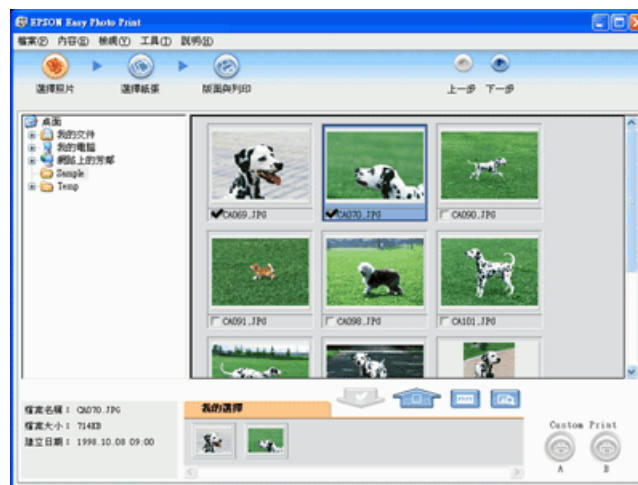 EPSON Easy Photo Print
檔案(F) 內容(E) 檢視(V) 工具(T) 說明(H)
選擇照片 選擇紙張 版面與列印 上一步 下一步
桌面
我的文件
我的電腦
網路上的芳鄰
Sample
Temp
CA069.JPG CA070.JPG CA090.JPG
CA091.JPG CA098.JPG CA101.JPG
我的選擇
檔案名稱： CA070.JPG
檔案大小： 714KB
建立日期： 1998.10.08 09:00
Custom Print
A B